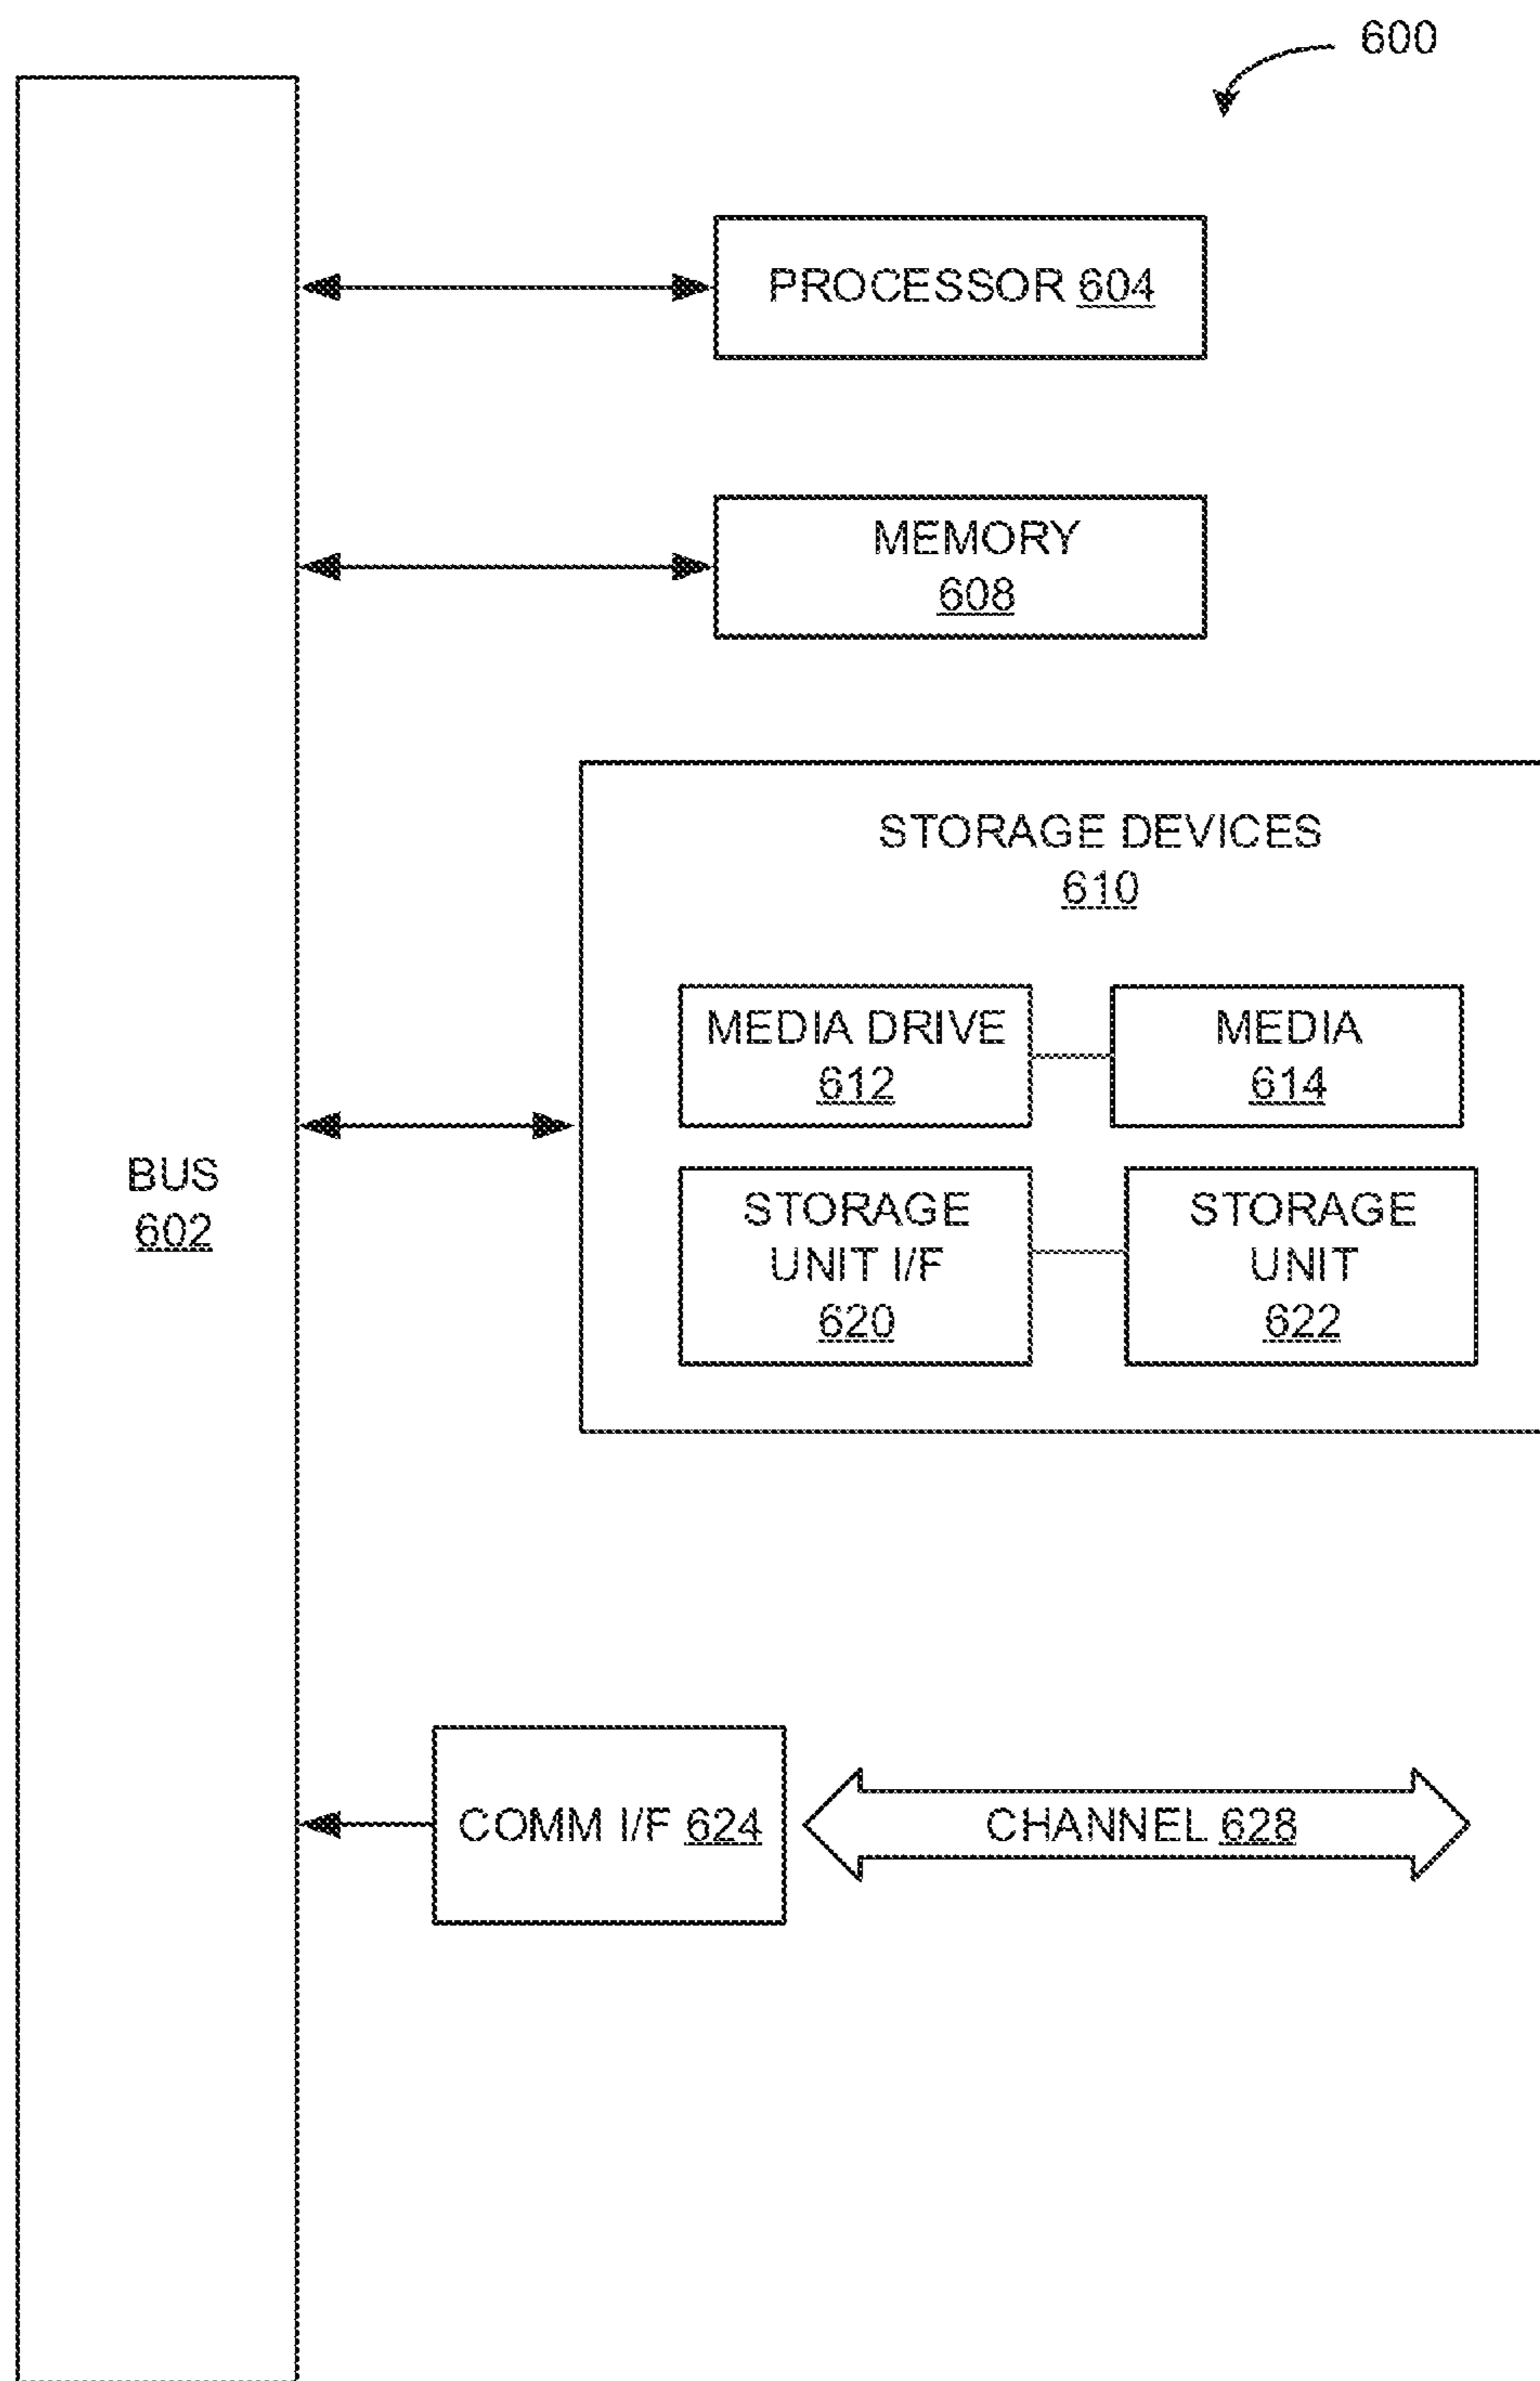 600
PROCESSOR 604
MEMORY
608
STORAGE DEVICES
610
MEDIA DRIVE
612
MEDIA
614
BUS
602
STORAGE
UNIT I/F
620
STORAGE
UNIT
622
COMM I/F 624
CHANNEL 628